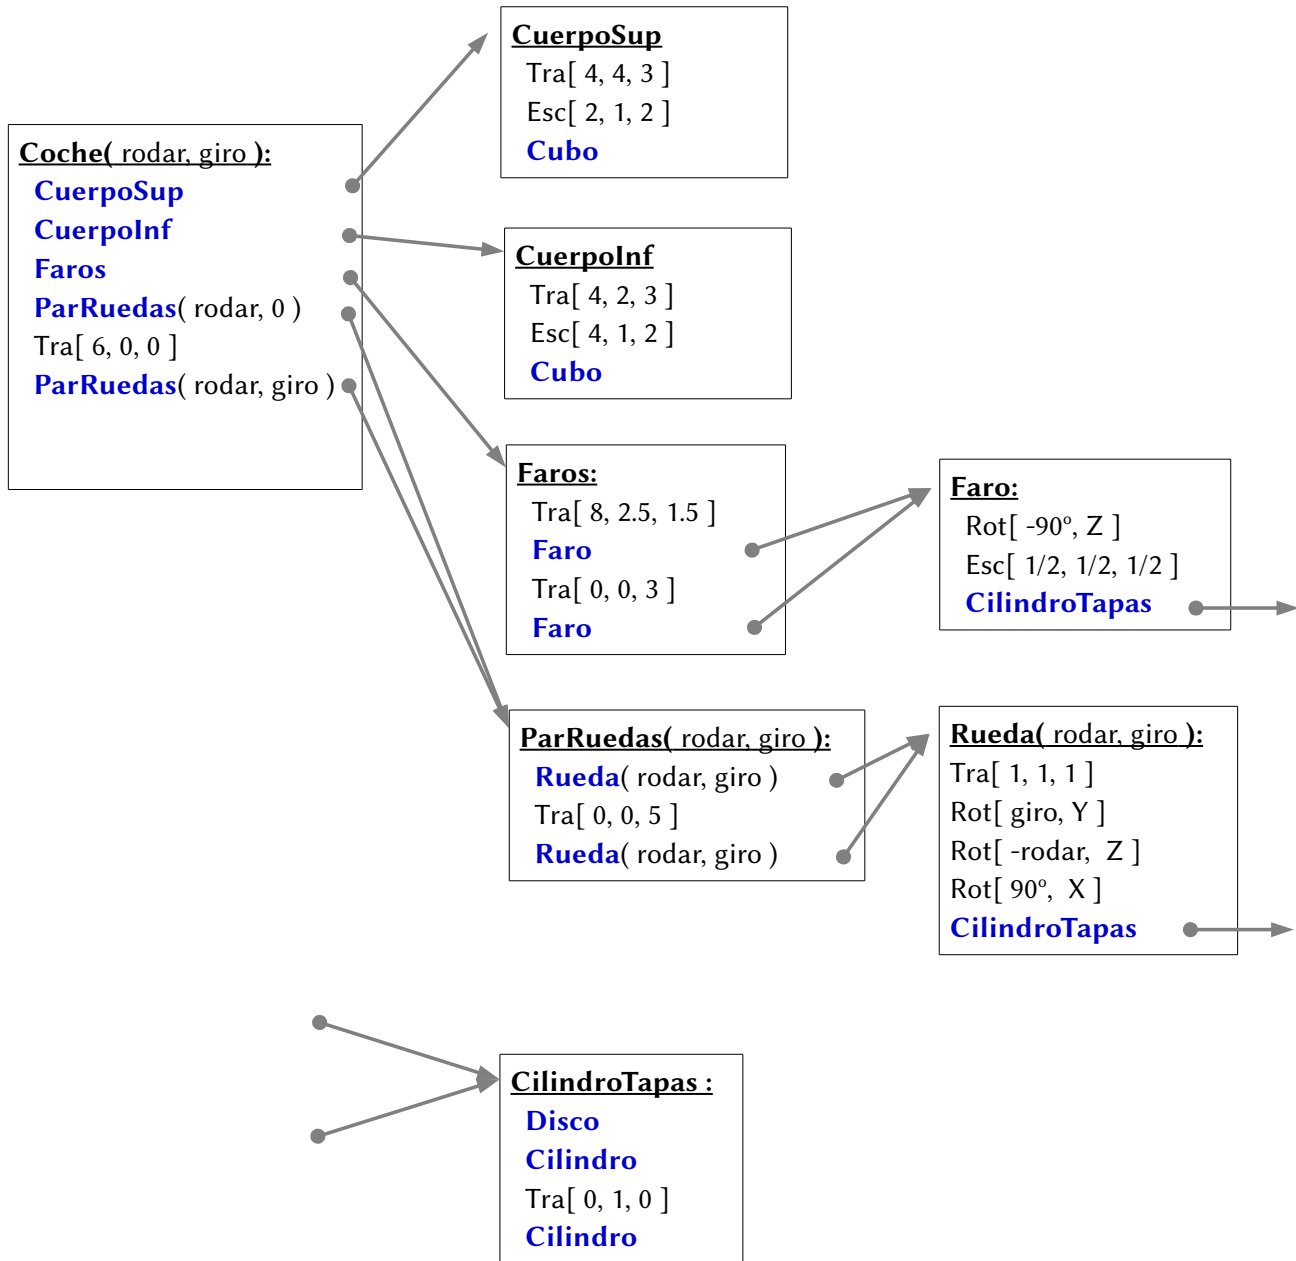 Coche( rodar, giro ):
CuerpoSup
CuerpoInf
Faros
ParRuedas( rodar, 0 )
Tra[ 6, 0, 0 ]
ParRuedas( rodar, giro )
CuerpoSup
Tra[ 4, 4, 3 ]
Esc[ 2, 1, 2 ]
Cubo
CuerpoInf
Tra[ 4, 2, 3 ]
Esc[ 4, 1, 2 ]
Cubo
Faros:
Tra[ 8, 2.5, 1.5 ]
Faro
Tra[ 0, 0, 3 ]
Faro
Faro:
Rot[ -90º, Z ]
Esc[ 1/2, 1/2, 1/2 ]
CilindroTapas
ParRuedas( rodar, giro ):
Rueda( rodar, giro )
Tra[ 0, 0, 5 ]
Rueda( rodar, giro )
Rueda( rodar, giro ):
Tra[ 1, 1, 1 ]
Rot[ giro, Y ]
Rot[ -rodar, Z ]
Rot[ 90º, X ]
CilindroTapas
CilindroTapas :
Disco
Cilindro
Tra[ 0, 1, 0 ]
Cilindro